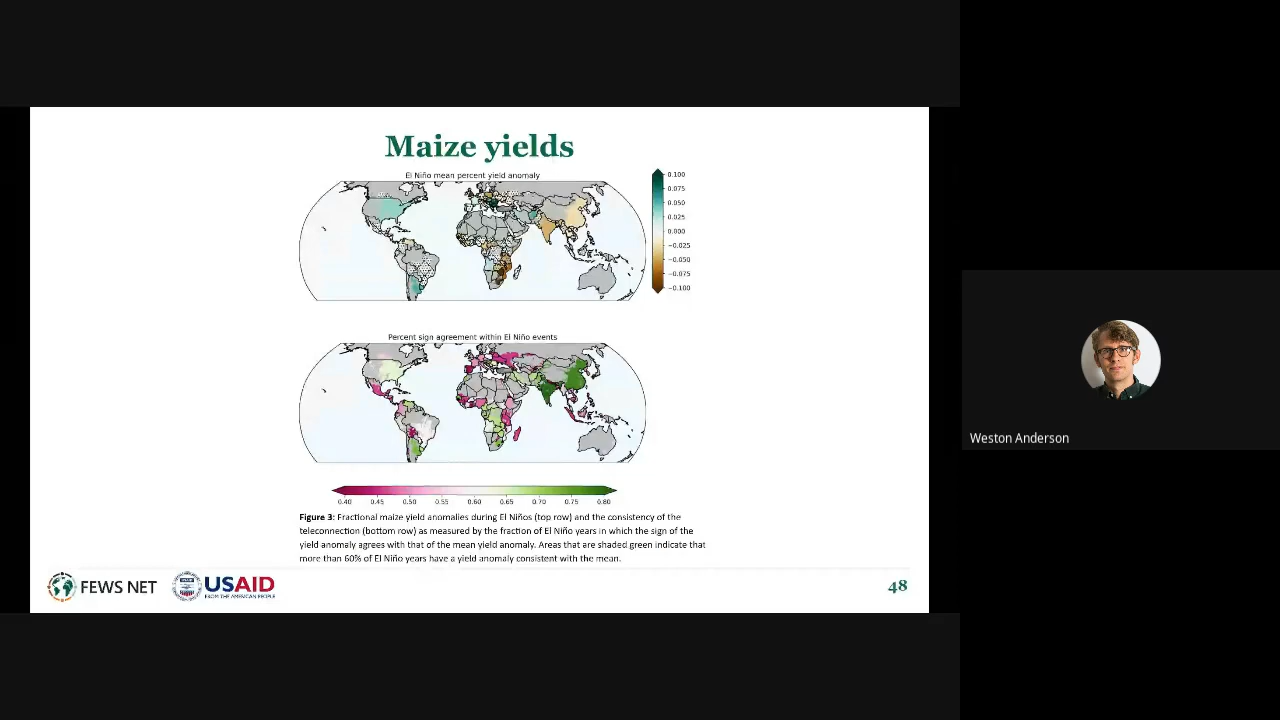 Maize yields
El Niño mean percent yield anomaly
0.100
0.075
0.050
0.025
0.000
−0.025
−0.050
−0.075
−0.100
Percent sign agreement within El Niño events
0.40 0.45 0.50 0.55 0.60 0.65 0.70 0.75 0.80
Figure 3: Fractional maize yield anomalies during El Niños (top row) and the consistency of the
teleconnection (bottom row) as measured by the fraction of El Niño years in which the sign of the
yield anomaly agrees with that of the mean yield anomaly. Areas that are shaded green indicate that
more than 60% of El Niño years have a yield anomaly consistent with the mean.
FEWS NET
USAID
FROM THE AMERICAN PEOPLE
48
Weston Anderson